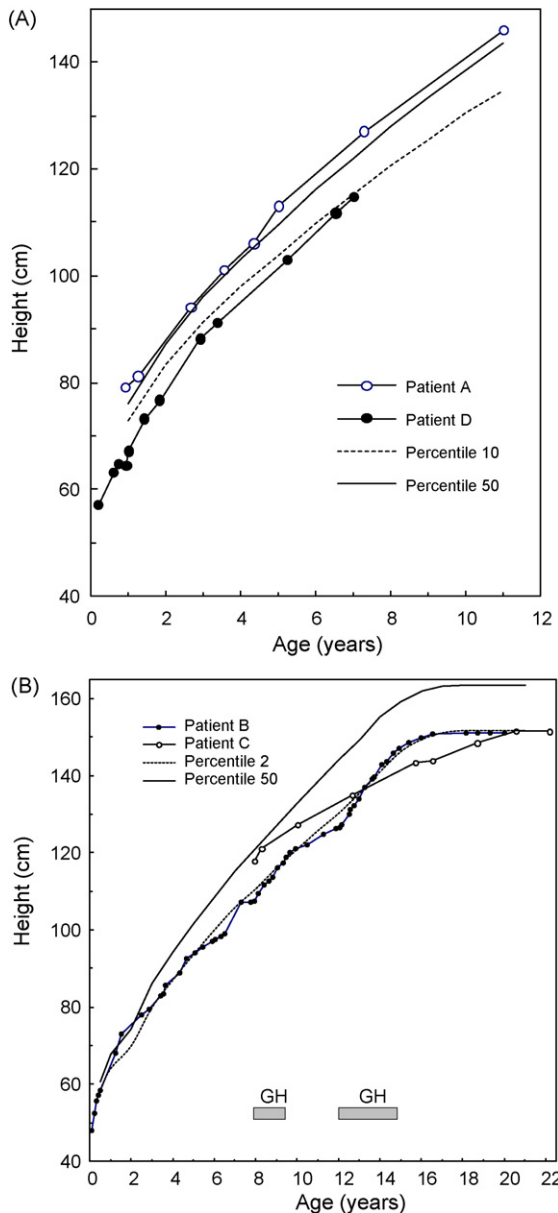 (A)
140
120
100
80
60
40
Height (cm)
Patient A
Patient D
Percentile 10
Percentile 50
0 2 4 6 8 10 12
Age (years)
(B)
160
140
120
100
80
60
40
Height (cm)
Patient B
Patient C
Percentile 2
Percentile 50
GH GH
0 2 4 6 8 10 12 14 16 18 20 22
Age (years)